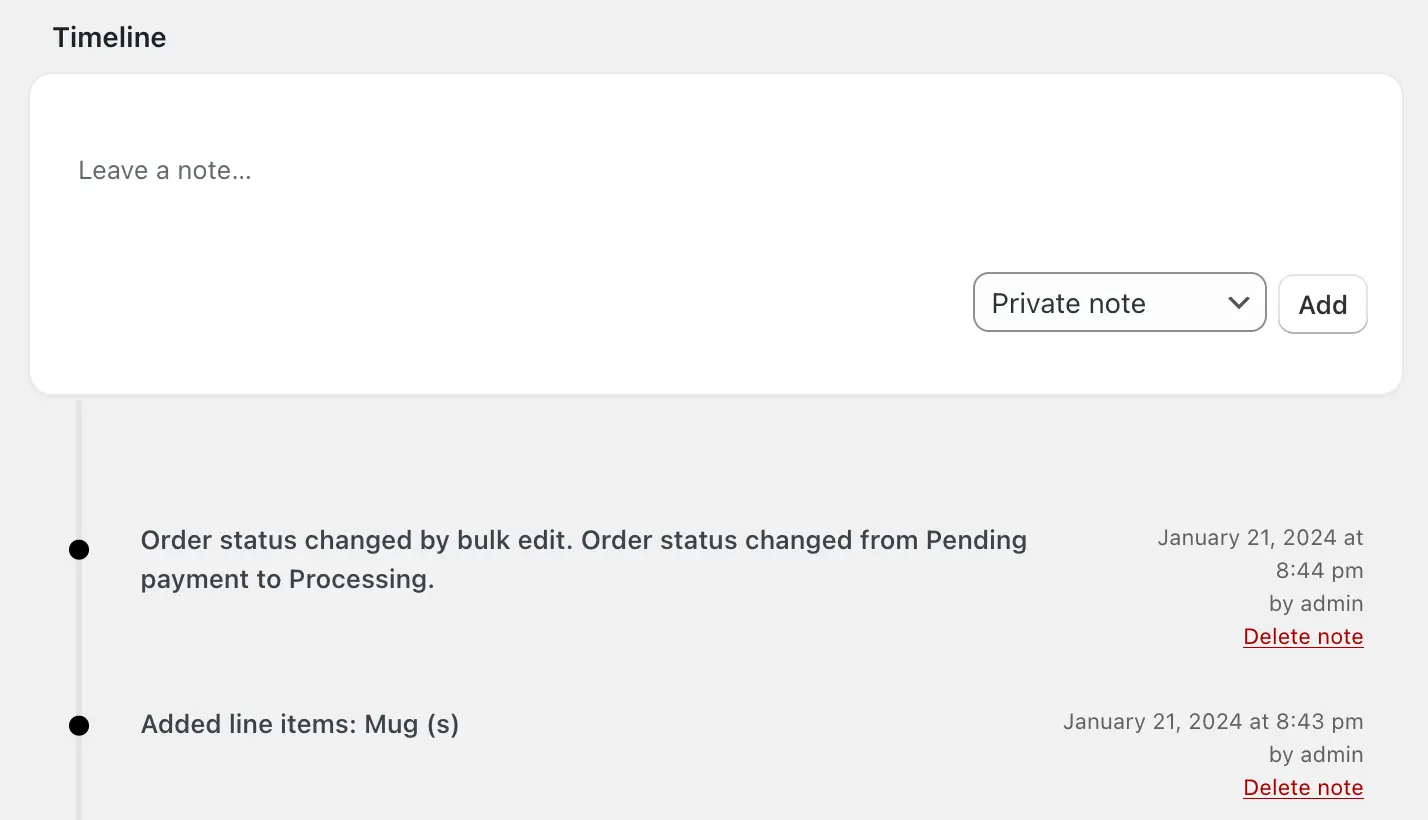 Timeline
Leave a note...
Private note
Add
Order status changed by bulk edit. Order status changed from Pending
payment to Processing.
January 21, 2024 at
8:44 pm
by admin
Delete note
Added line items: Mug (s)
January 21, 2024 at 8:43 pm
by admin
Delete note